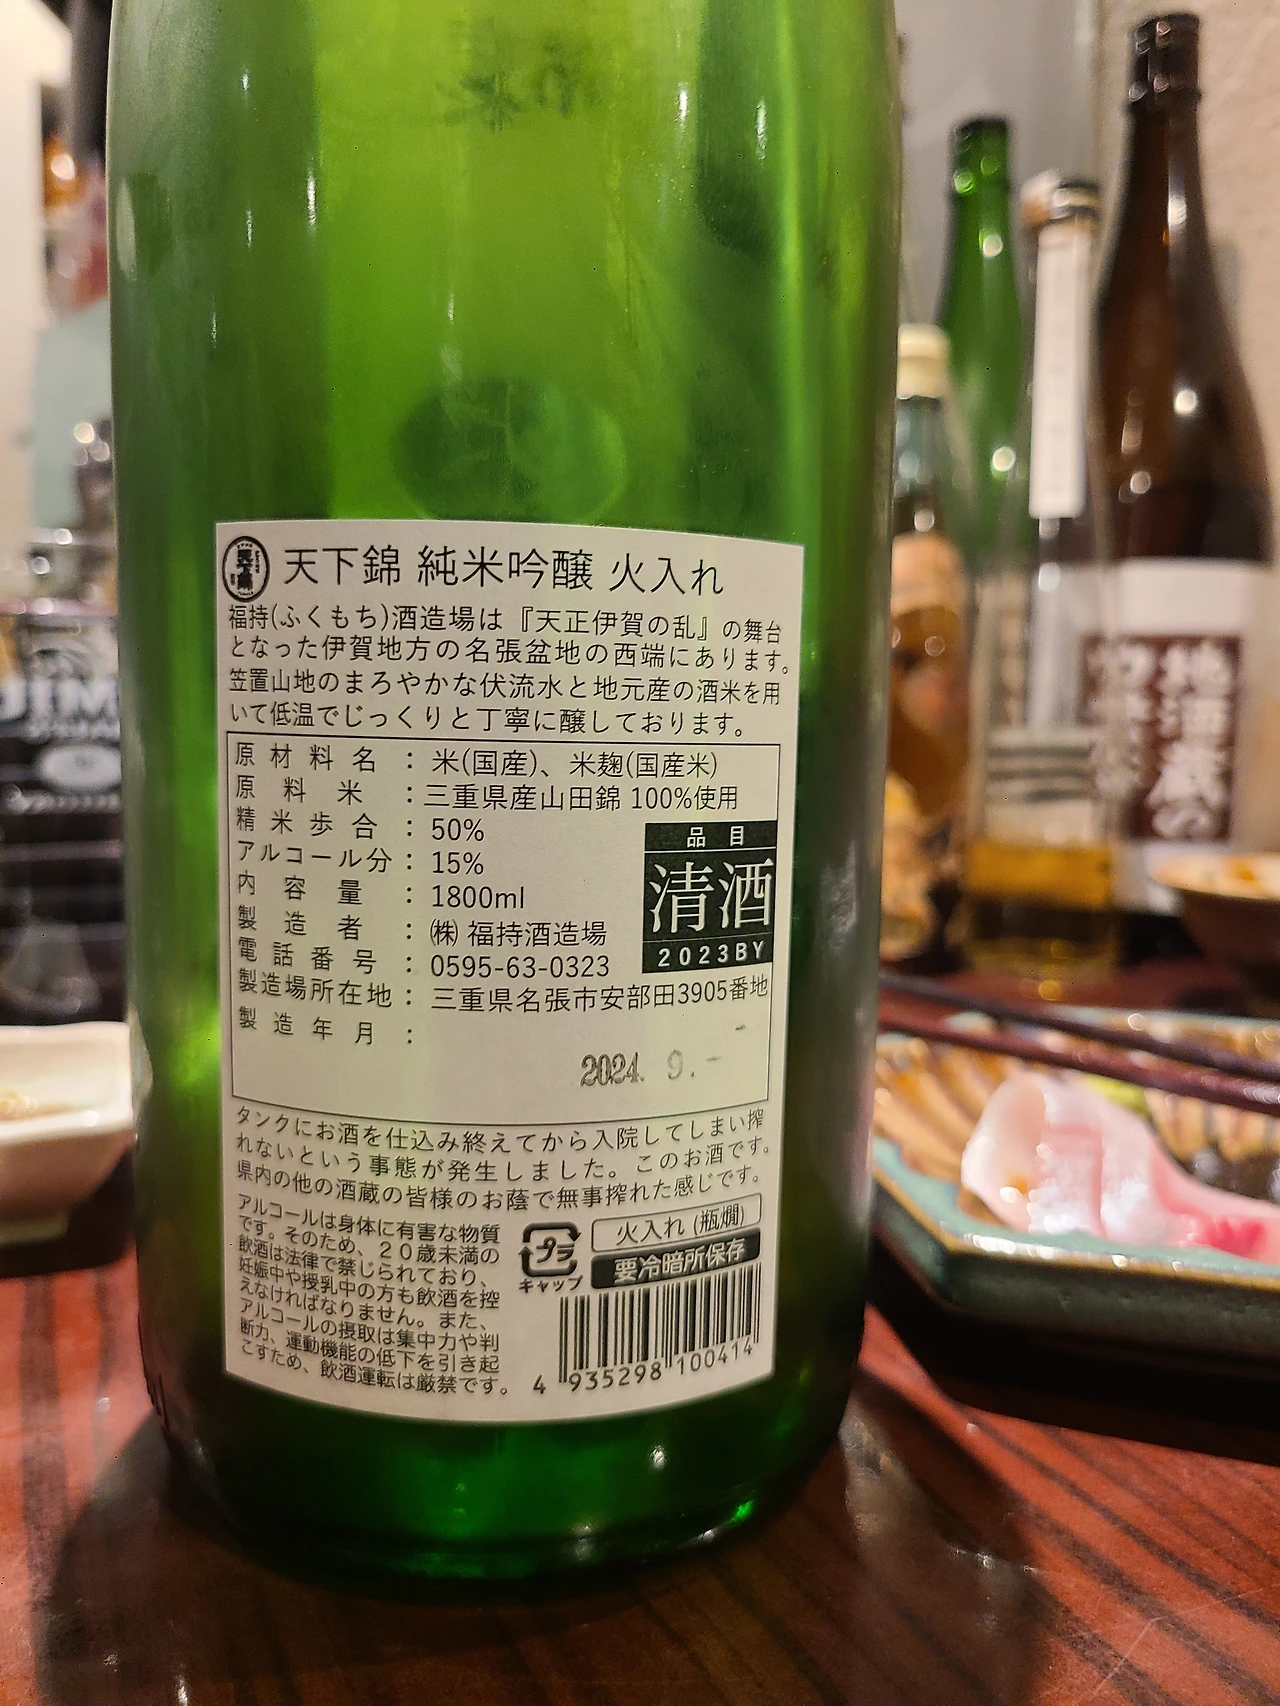 天下錦
天下錦 純米吟醸 火入れ
福持(ふくもち)酒造場は『天正伊賀の乱』の舞台
となった伊賀地方の名張盆地の西端にあります。
笠置山地のまろやかな伏流水と地元産の酒米を用
いて低温でじっくりと丁寧に醸しております。
原材料名 : 米(国産)、米麹(国産米)
原料米 : 三重県産山田錦 100%使用
精米歩合 : 50%
アルコール分 : 15%
内容量 : 1800ml
製造者 : ㈱ 福持酒造場
電話番号 : 0595-63-0323
製造場所在地 : 三重県名張市安部田3905番地
製造年月 :
2024. 9.-
品目
清酒
2023BY
タンクにお酒を仕込み終えてから入院してしまい搾
れないという事態が発生しました。このお酒です。
県内の他の酒蔵の皆様のお蔭で無事搾れた感じです。
アルコールは身体に有害な物質
です。そのため、20歳未満の
飲酒は法律で禁じられており、
妊娠中や授乳中の方も飲酒を控
えなければなりません。また、
アルコールの摂取は集中力や判
断力、運動機能の低下を引き起
こすため、飲酒運転は厳禁です。
プラ
キャップ
火入れ (瓶燗)
要冷暗所保存
4 935298 100414
JIM
地酒蔵の